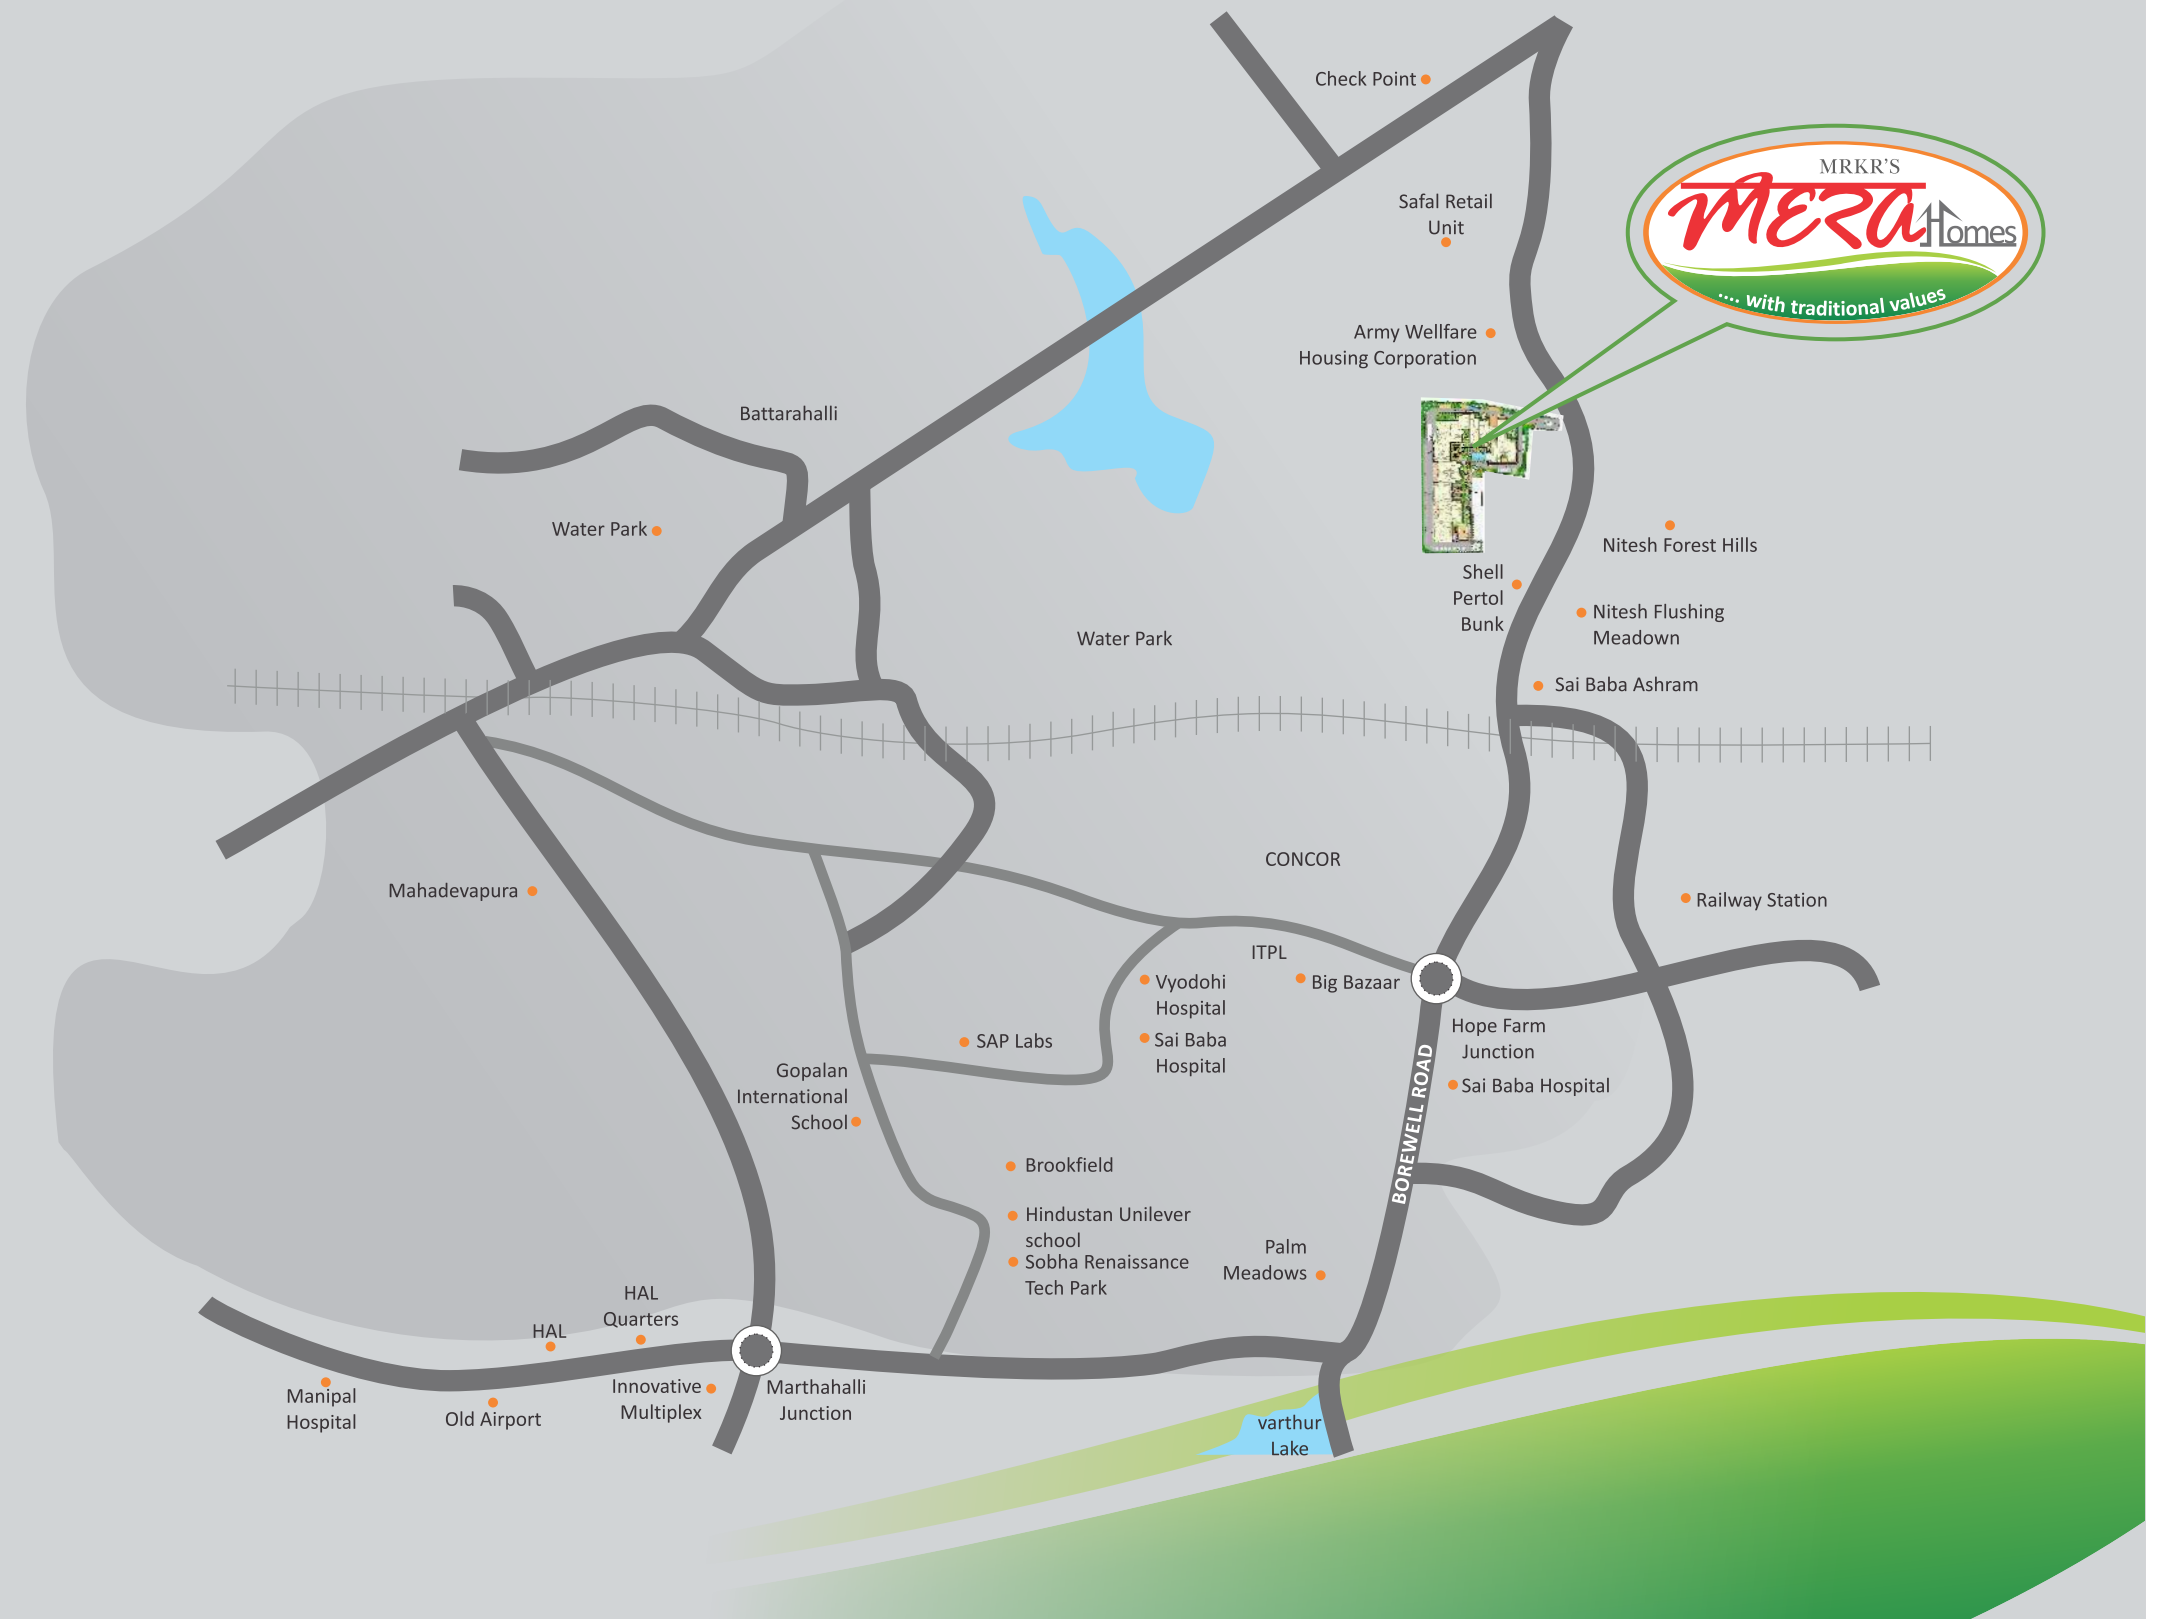 Check Point
MRKR'S
MERA Homes
.... with traditional values
Safal Retail
Unit
Army Wellfare
Housing Corporation
Battarahalli
Water Park
Nitesh Forest Hills
Shell
Pertol
Bunk
Nitesh Flushing
Meadown
Water Park
Sai Baba Ashram
CONCOR
Mahadevapura
Railway Station
ITPL
Vyodohi
Hospital
Big Bazaar
Hope Farm
Junction
SAP Labs
Sai Baba
Hospital
Gopalan
International
School
Sai Baba Hospital
BOREWELL ROAD
Brookfield
Hindustan Unilever
school
Sobha Renaissance
Tech Park
Palm
Meadows
HAL
Quarters
HAL
Manipal
Hospital
Old Airport
Innovative
Multiplex
Marthahalli
Junction
varthur
Lake